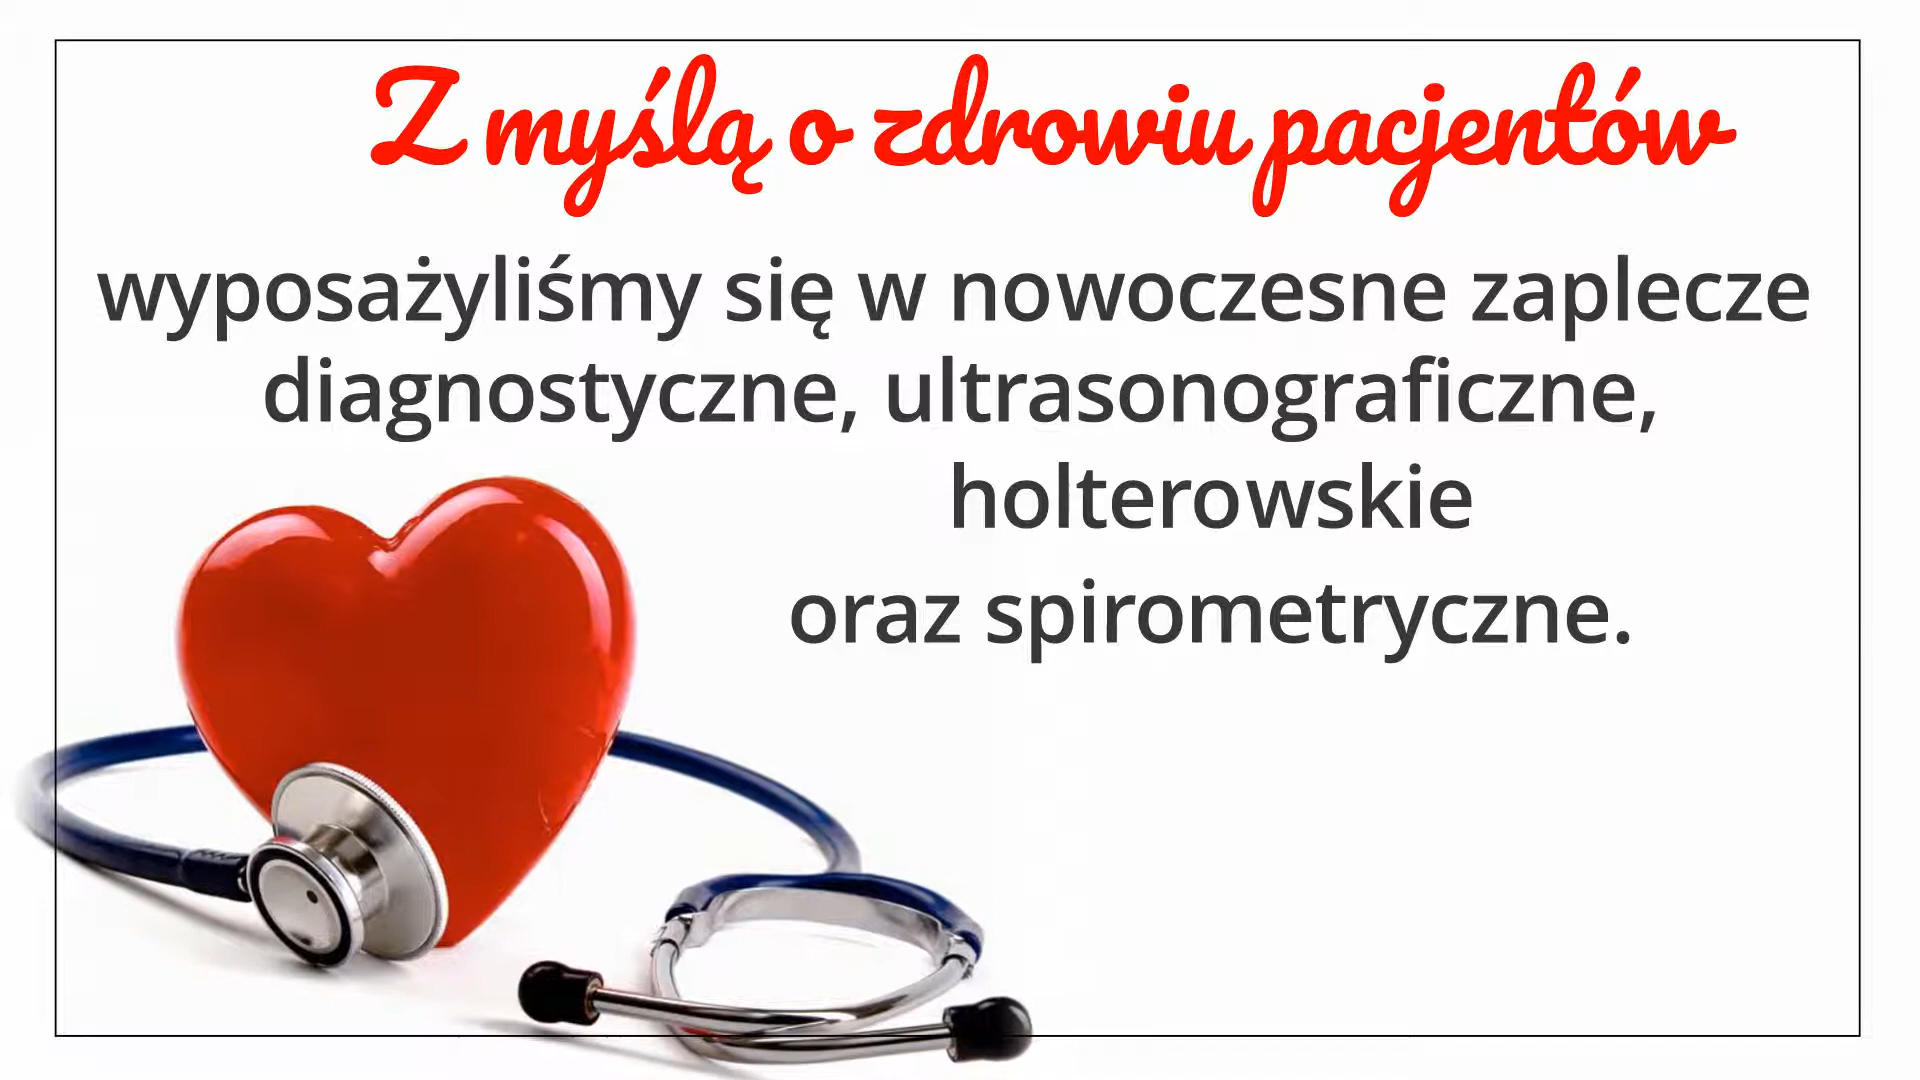 Z myślą o zdrowiu pacjentów
wyposażyliśmy się w nowoczesne zaplecze
diagnostyczne, ultrasonograficzne,
holterowskie
oraz spirometryczne.